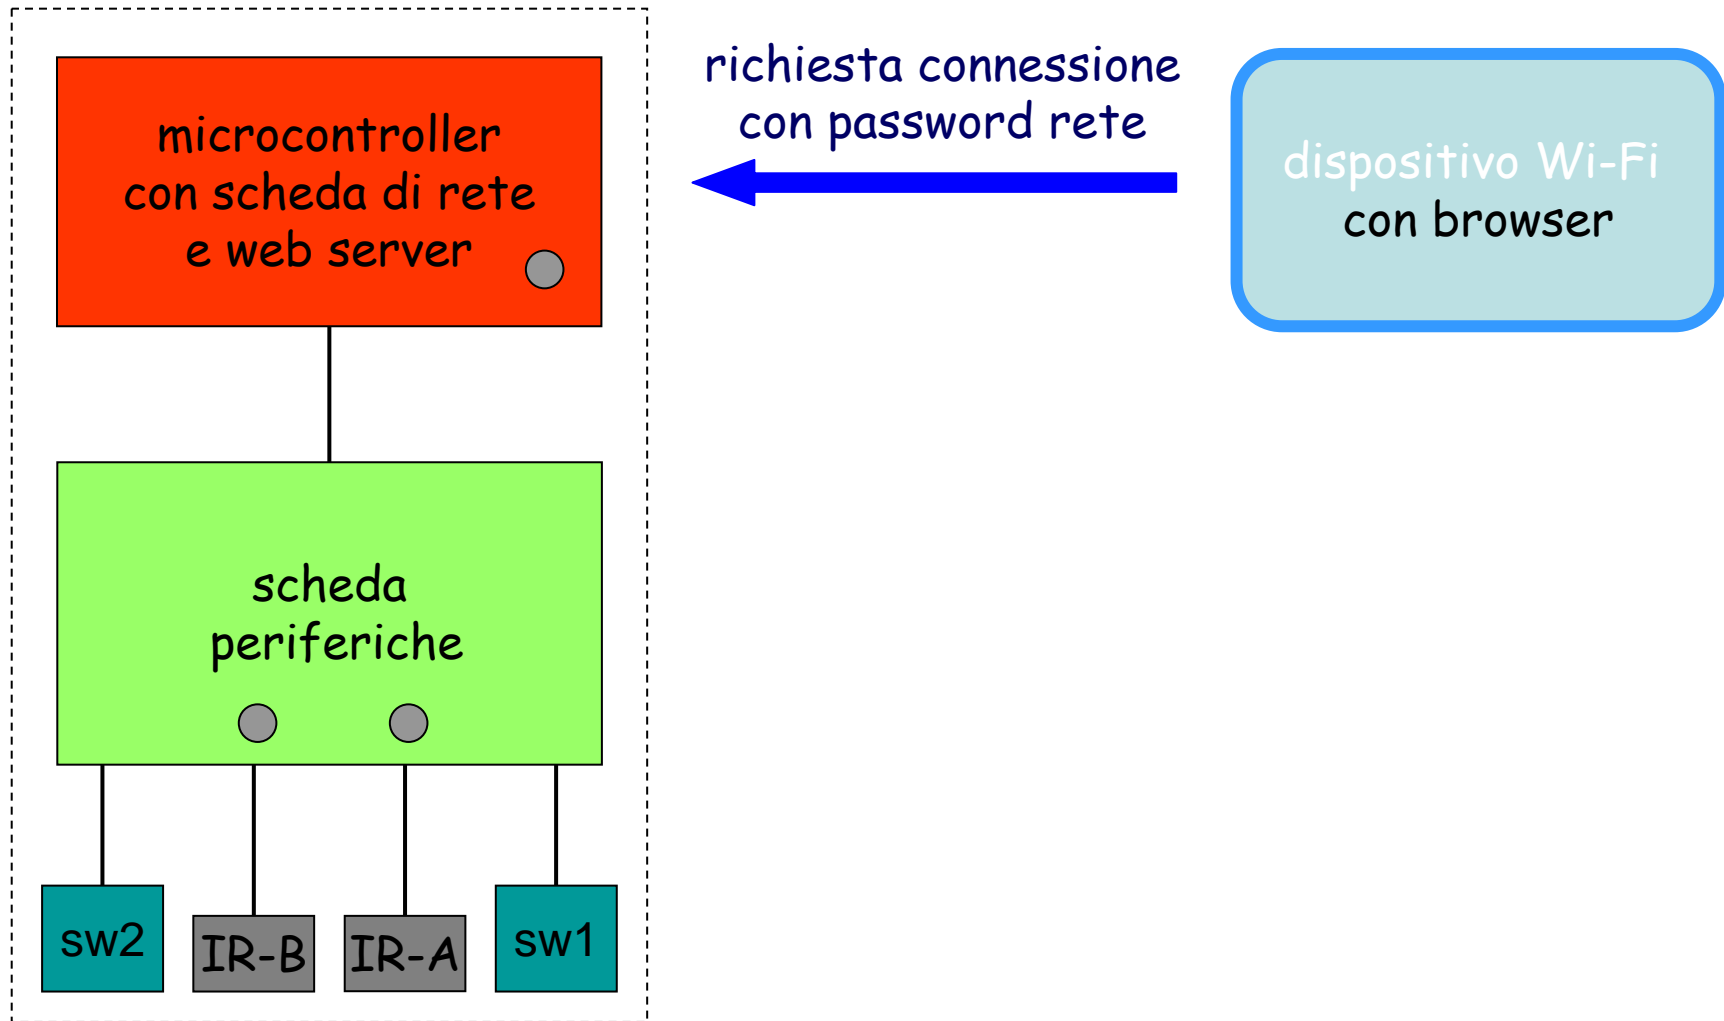 microcontroller
con scheda di rete
e web server
richiesta connessione
con password rete
dispositivo Wi-Fi
con browser
scheda
periferiche
sw2
IR-B
IR-A
sw1